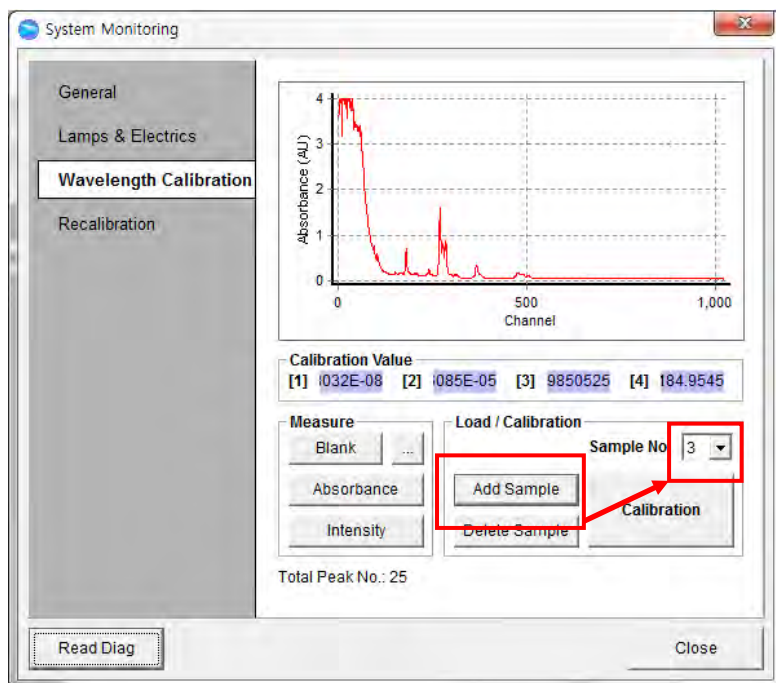 System Monitoring
General
Lamps & Electrics
Wavelength Calibration
Recalibration
Absorbance (AU)
4
3
2
1
0
0 500 1,000
Channel
Calibration Value
[1] 032E-08 [2] 085E-05 [3] 9850525 [4] 184.9545
Measure
Blank ...
Absorbance
Intensity
Load / Calibration
Sample No 3
Add Sample
Calibration
Delete Sample
Total Peak No.: 25
Read Diag
Close